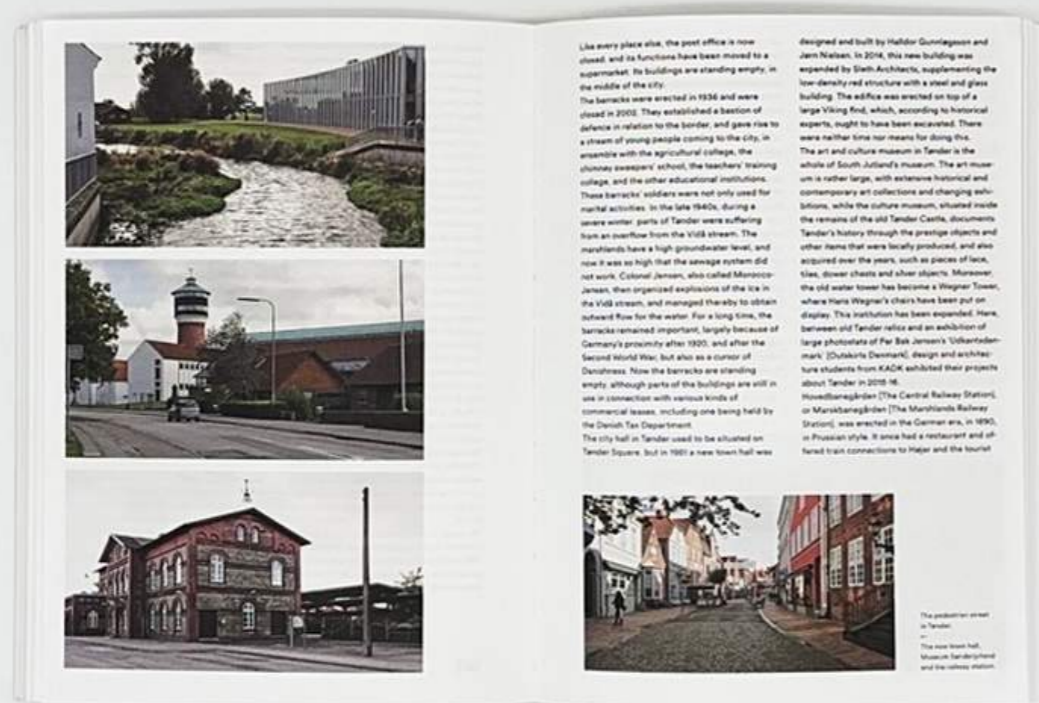 Like every place else, the post office is now
closed, and its functions have been moved to a
supermarket. Its buildings are standing empty, in
the middle of the city.
The barracks were erected in 1936 and were
closed in 2002. They established a bastion of
defence in relation to the border, and gave rise to
a stream of young people coming to the city, in
ensemble with the agricultural college, the
chimney sweepers' school, the teachers' training
college, and the other educational institutions.
These barracks' soldiers were not only used for
marital activities. In the late 1940s, during a
severe winter, parts of Tønder were suffering
from an overflow from the Vidå stream. The
marshlands have a high groundwater level, and
now it was so high that the sewage system did
not work. Colonel Jensen, also called Morocco-
Jensen, then organized explosions of the ice in
the Vidå stream, and managed thereby to obtain
outward flow for the water. For a long time, the
barracks remained important, largely because of
Germany's proximity after 1920, and after the
Second World War, but also as a cursor of
Danishness. Now the barracks are standing
empty, although parts of the buildings are still in
use in connection with various kinds of
commercial leases, including one being held by
the Danish Tax Department.
The city hall in Tønder used to be situated on
Tønder Square, but in 1981 a new town hall was
designed and built by Halldor Gunnløgsson and
Jørn Nielsen. In 2014, this new building was
expanded by Sleth Architects, supplementing the
low-density red structure with a steel and glass
building. The edifice was erected on top of a
large Viking find, which, according to historical
experts, ought to have been excavated. There
were neither time nor means for doing this.
The art and culture museum in Tønder is the
whole of South Jutland's museum. The art muse-
um is rather large, with extensive historical and
contemporary art collections and changing exhi-
bitions, while the culture museum, situated inside
the remains of the old Tønder Castle, documents
Tønder's history through the prestige objects and
other items that were locally produced, and also
acquired over the years, such as pieces of lace,
tiles, dower chests and silver objects. Moreover,
the old water tower has become a Wegner Tower,
where Hans Wegner's chairs have been put on
display. This institution has been expanded. Here,
between old Tønder relics and an exhibition of
large photostats of Per Bak Jensen's 'Udkantsdan-
mark' [Outskirts Denmark], design and architec-
ture students from KADK exhibited their projects
about Tønder in 2015-16.
Hovedbanegården [The Central Railway Station],
or Marskbanegården [The Marshlands Railway
Station], was erected in the German era, in 1890,
in Prussian style. It once had a restaurant and of-
fered train connections to Højer and the tourist
The pedestrian street
in Tønder.
—
The new town hall,
Museum Sønderjylland
and the railway station.